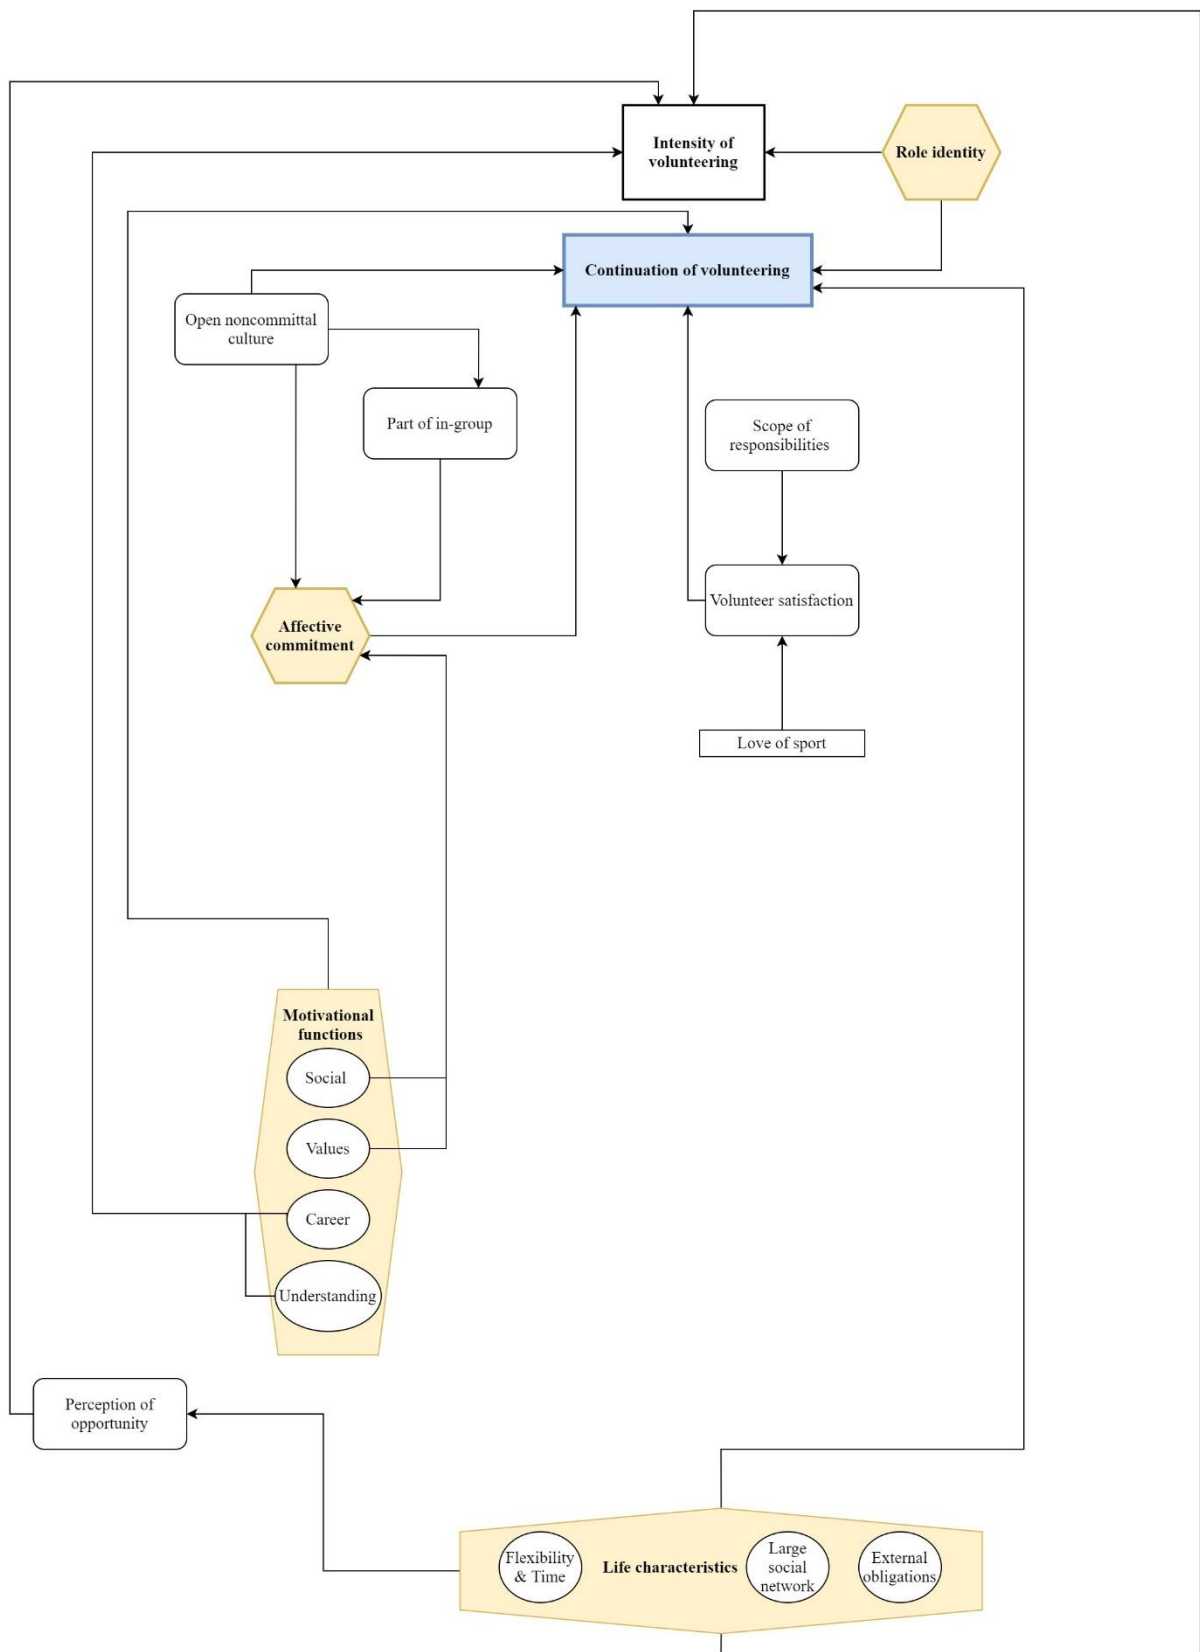 Intensity of
volunteering
Role identity
Continuation of volunteering
Open noncommittal
culture
Part of in-group
Scope of
responsibilities
Affective
commitment
Volunteer satisfaction
Love of sport
Motivational
functions
Social
Values
Career
Understanding
Perception of
opportunity
Flexibility
& Time
Life characteristics
Large
social
network
External
obligations